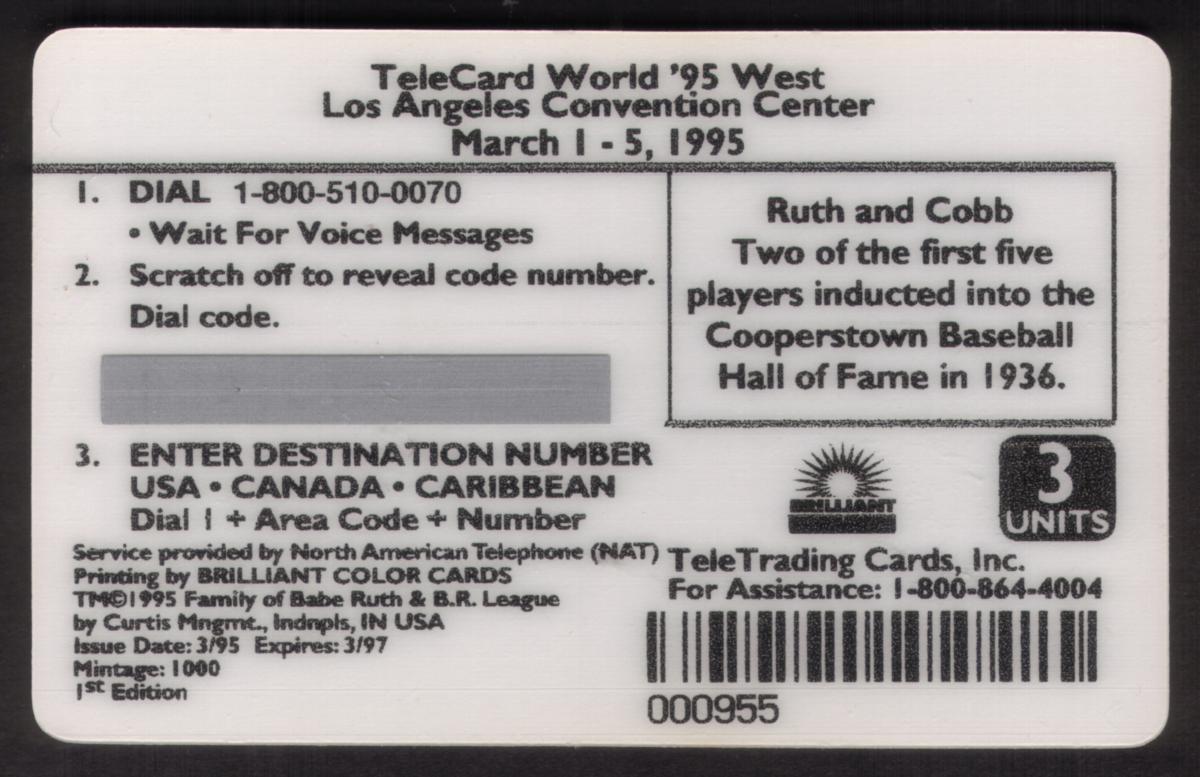 TeleCard World '95 West
Los Angeles Convention Center
March 1 - 5, 1995
1. DIAL 1-800-510-0070
• Wait For Voice Messages
2. Scratch off to reveal code number.
Dial code.
Ruth and Cobb
Two of the first five
players inducted into the
Cooperstown Baseball
Hall of Fame in 1936.
3. ENTER DESTINATION NUMBER
USA • CANADA • CARIBBEAN
Dial 1 + Area Code + Number
BRILLIANT
3
UNITS
Service provided by North American Telephone (NAT)
Printing by BRILLIANT COLOR CARDS
TM©1995 Family of Babe Ruth & B.R. League
by Curtis Mngmt., Indnpls, IN USA
Issue Date: 3/95 Expires: 3/97
Mintage: 1000
1st Edition
TeleTrading Cards, Inc.
For Assistance: 1-800-864-4004
000955